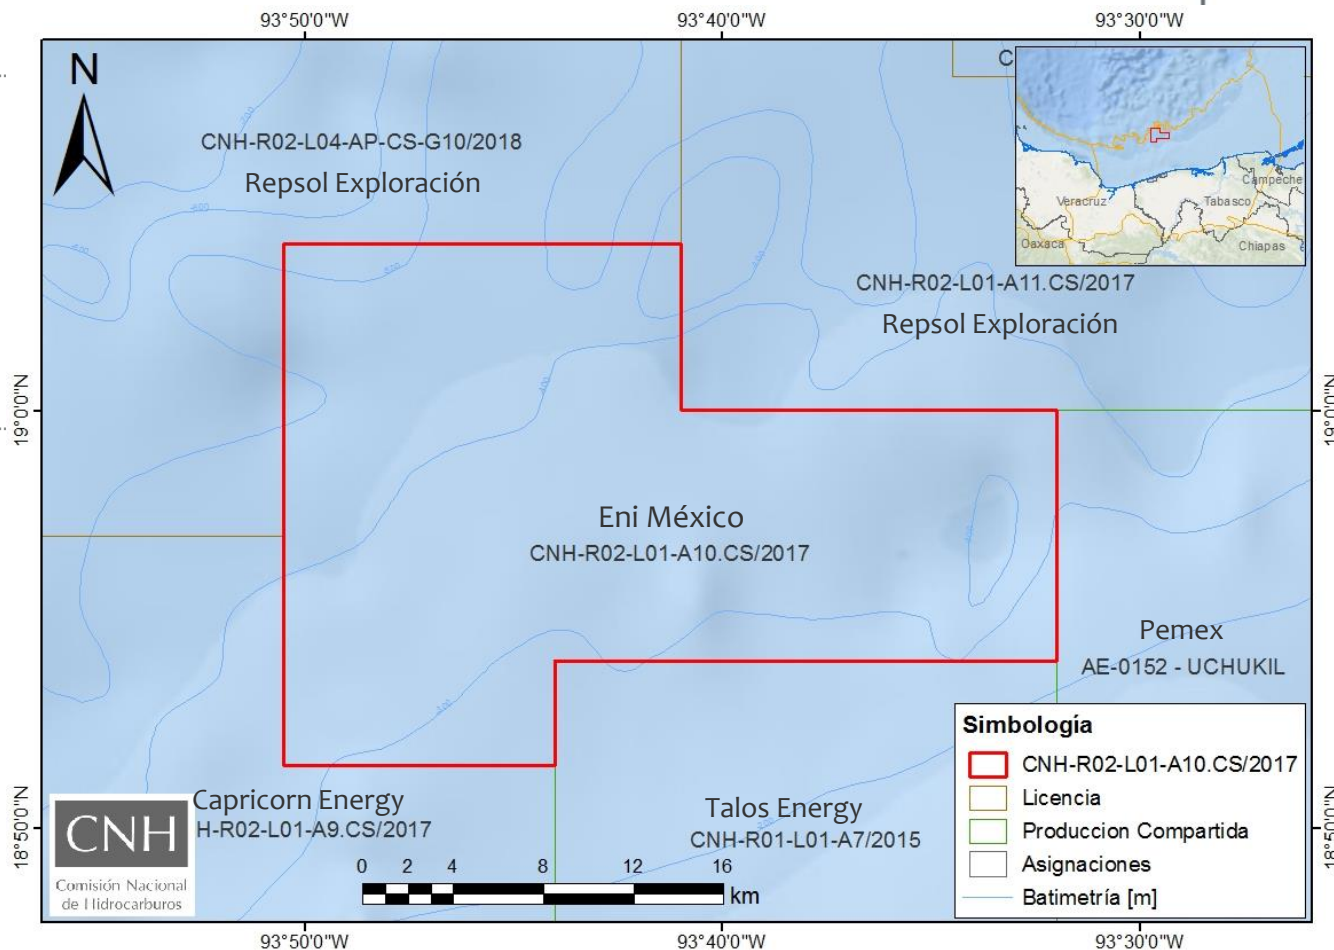 93°50'0"W
93°40'0"W
93°30'0"W
N
CNH-R02-L04-AP-CS-G10/2018
Repsol Exploración
C
Veracruz
Tabasco
Campeche
Oaxaca
Chiapas
CNH-R02-L01-A11.CS/2017
Repsol Exploración
19°0'0"N
19°0'0"N
Eni México
CNH-R02-L01-A10.CS/2017
Pemex
AE-0152 - UCHUKIL
Simbología
CNH-R02-L01-A10.CS/2017
Licencia
Produccion Compartida
Asignaciones
Batimetría [m]
Capricorn Energy
H-R02-L01-A9.CS/2017
Talos Energy
CNH-R01-L01-A7/2015
18°50'0"N
18°50'0"N
CNH
Comisión Nacional
de Hidrocarburos
0 2 4 8 12 16
km
93°50'0"W
93°40'0"W
93°30'0"W